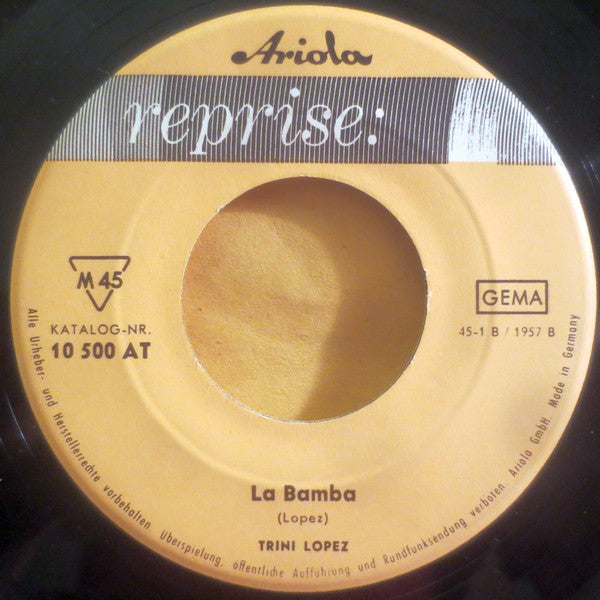 Ariola
reprise:
M 45
GEMA
KATALOG-NR.
10 500 AT
45-1 B / 1957 B
La Bamba
(Lopez)
TRINI LOPEZ
Alle Urheber- und Herstellerrechte vorbehalten. Überspielung, öffentliche Aufführung und Rundfunksendung verboten. Ariola GmbH. Made in Germany